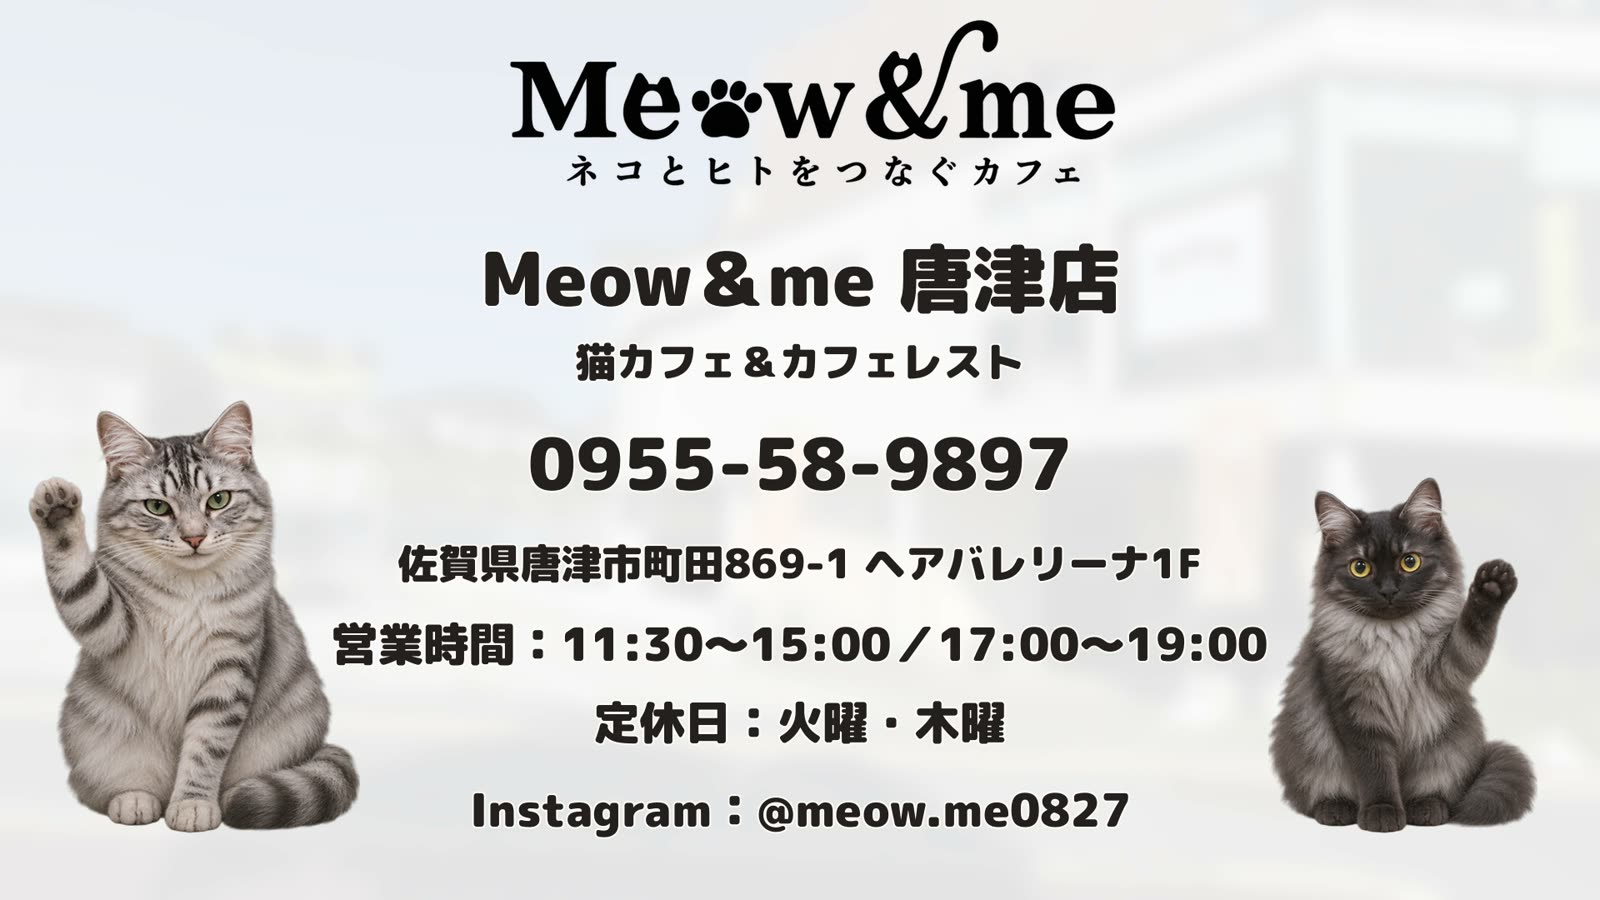 Meow&me
ネコとヒトをつなぐカフェ
Meow＆me 唐津店
猫カフェ＆カフェレスト
0955-58-9897
佐賀県唐津市町田869-1 ヘアバレリーナ1F
営業時間：11:30〜15:00／17:00〜19:00
定休日：火曜・木曜
Instagram：@meow.me0827